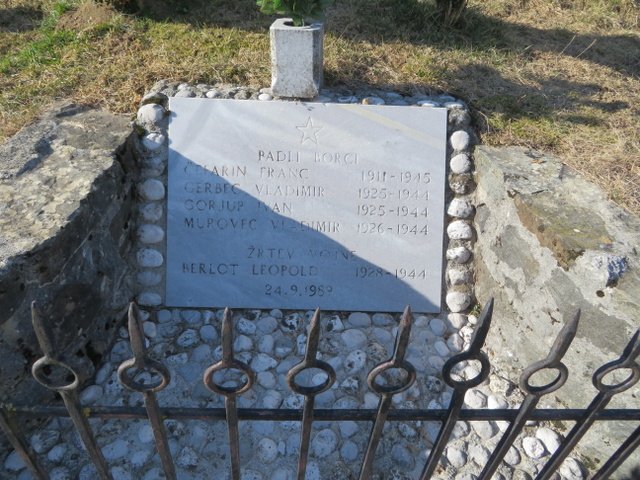 PADLI BORCI
ČEFARIN FRANC 1911-1945
GERBEC VLADIMIR 1925-1944
GORJUP IVAN 1925-1944
MUROVEC VLADIMIR 1926-1944
ŽRTEV VOJNE
BERLOT LEOPOLD 1928-1944
24.9.1989